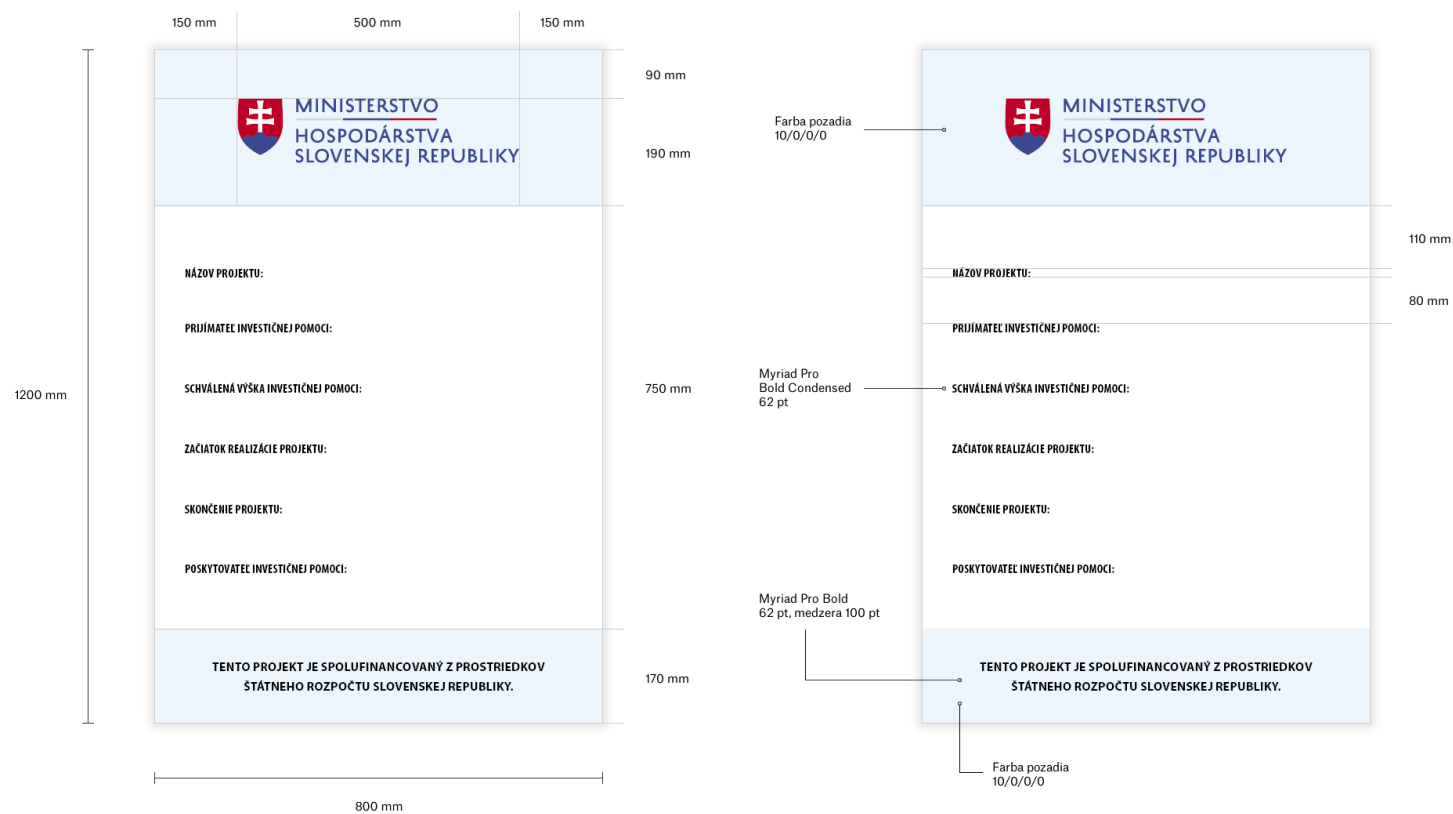 150 mm
500 mm
150 mm
90 mm
MINISTERSTVO
HOSPODÁRSTVA
SLOVENSKEJ REPUBLIKY
190 mm
NÁZOV PROJEKTU:
PRIJÍMATEĽ INVESTIČNEJ POMOCI:
SCHVÁLENÁ VÝŠKA INVESTIČNEJ POMOCI:
ZAČIATOK REALIZÁCIE PROJEKTU:
SKONČENIE PROJEKTU:
POSKYTOVATEĽ INVESTIČNEJ POMOCI:
1200 mm
750 mm
TENTO PROJEKT JE SPOLUFINANCOVANÝ Z PROSTRIEDKOV
ŠTÁTNEHO ROZPOČTU SLOVENSKEJ REPUBLIKY.
170 mm
800 mm
Farba pozadia
10/0/0/0
MINISTERSTVO
HOSPODÁRSTVA
SLOVENSKEJ REPUBLIKY
110 mm
NÁZOV PROJEKTU:
80 mm
PRIJÍMATEĽ INVESTIČNEJ POMOCI:
Myriad Pro
Bold Condensed
62 pt
SCHVÁLENÁ VÝŠKA INVESTIČNEJ POMOCI:
ZAČIATOK REALIZÁCIE PROJEKTU:
SKONČENIE PROJEKTU:
POSKYTOVATEĽ INVESTIČNEJ POMOCI:
Myriad Pro Bold
62 pt, medzera 100 pt
TENTO PROJEKT JE SPOLUFINANCOVANÝ Z PROSTRIEDKOV
ŠTÁTNEHO ROZPOČTU SLOVENSKEJ REPUBLIKY.
Farba pozadia
10/0/0/0